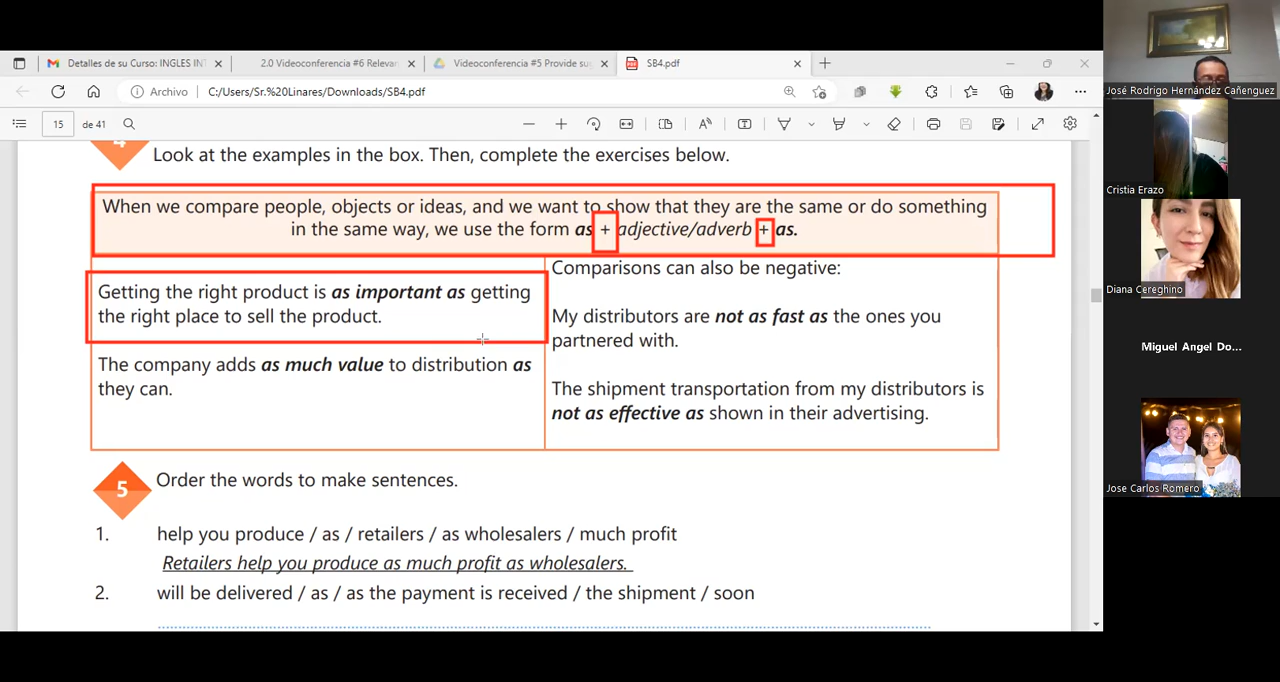 Detalles de su Curso: INGLES INT
2.0 Videoconferencia #6 Relevan
Videoconferencia #5 Provide sug
SB4.pdf
Archivo
C:/Users/Sr.%20Linares/Downloads/SB4.pdf
15
de 41
4
Look at the examples in the box. Then, complete the exercises below.
When we compare people, objects or ideas, and we want to show that they are the same or do something
in the same way, we use the form as + adjective/adverb + as.
Getting the right product is as important as getting
the right place to sell the product.
The company adds as much value to distribution as
they can.
Comparisons can also be negative:
My distributors are not as fast as the ones you
partnered with.
The shipment transportation from my distributors is
not as effective as shown in their advertising.
5
Order the words to make sentences.
1. help you produce / as / retailers / as wholesalers / much profit
Retailers help you produce as much profit as wholesalers.
2. will be delivered / as / as the payment is received / the shipment / soon
José Rodrigo Hernández Cañenguez
Cristia Erazo
Diana Cereghino
Miguel Angel Do...
Jose Carlos Romero